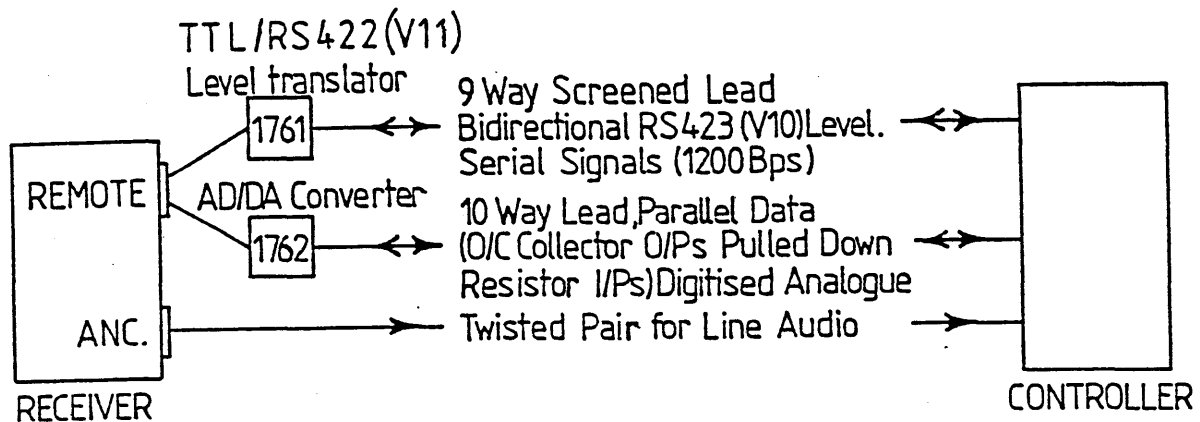 TTL/RS422(V11)
Level translator
1761
9 Way Screened Lead
Bidirectional RS423(V10)Level.
Serial Signals (1200Bps)
REMOTE
AD/DA Converter
1762
10 Way Lead,Parallel Data
(O/C Collector O/Ps Pulled Down
Resistor I/Ps)Digitised Analogue
ANC.
Twisted Pair for Line Audio
RECEIVER
CONTROLLER